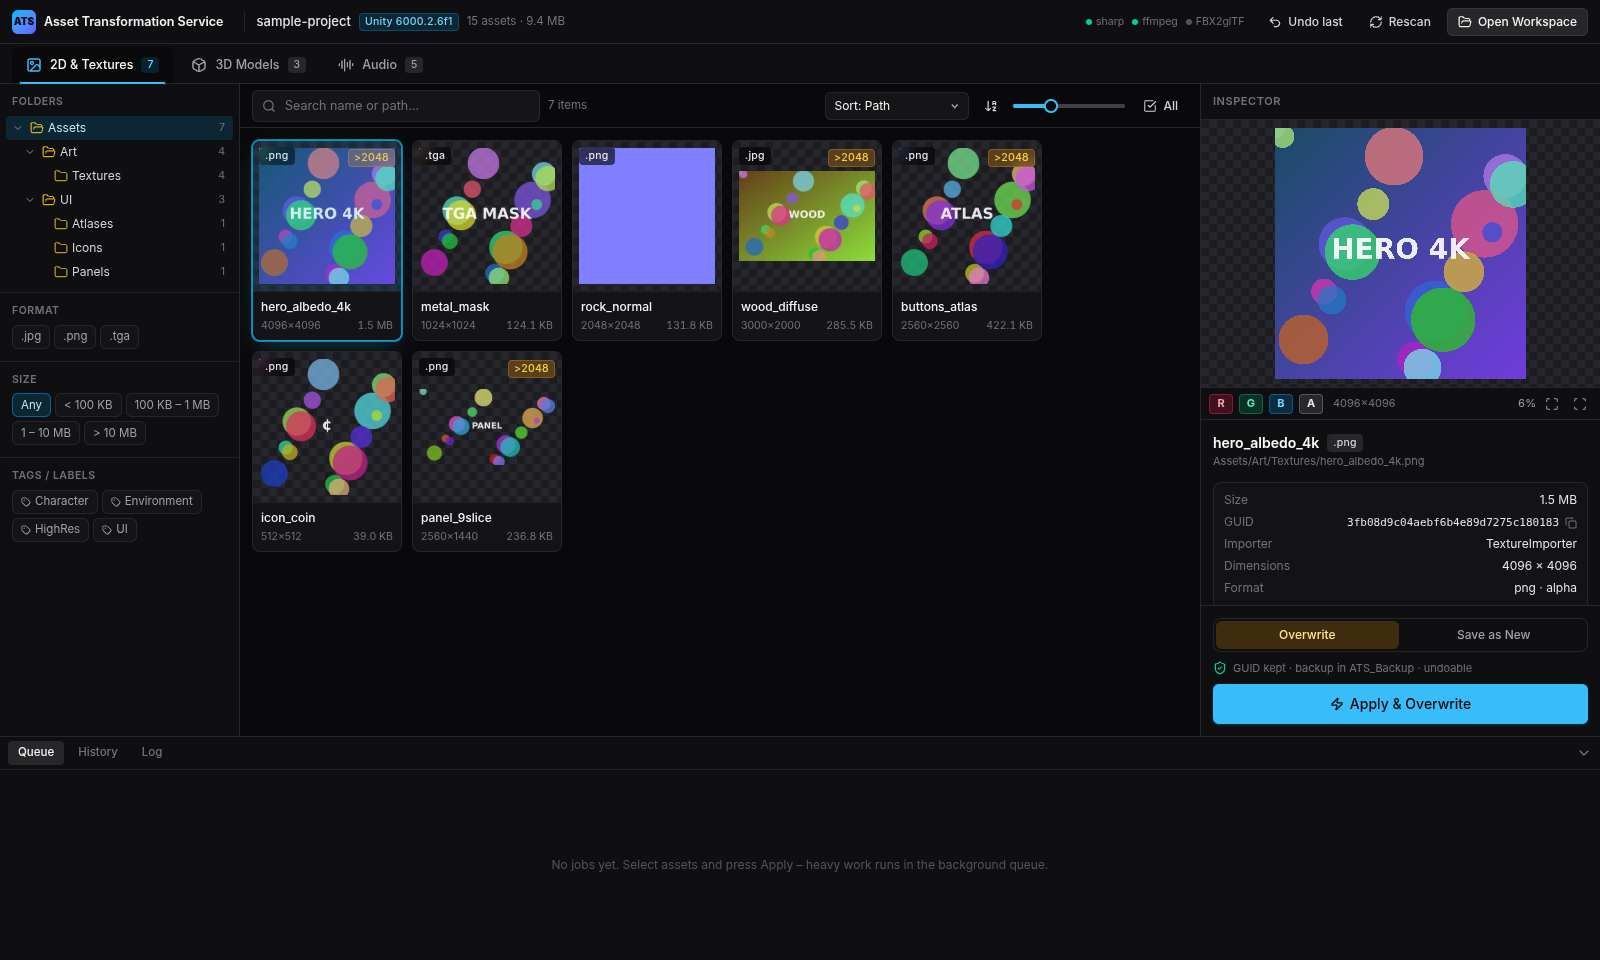 ATS Asset Transformation Service sample-project Unity 6000.2.6f1 15 assets · 9.4 MB sharp ffmpeg FBX2glTF Undo last Rescan Open Workspace
2D & Textures 7 3D Models 3 Audio 5
FOLDERS
Assets 7
Art 4
Textures 4
UI 3
Atlases 1
Icons 1
Panels 1
FORMAT
.jpg .png .tga
SIZE
Any < 100 KB 100 KB – 1 MB
1 – 10 MB > 10 MB
TAGS / LABELS
Character Environment
HighRes UI
Search name or path... 7 items Sort: Path All
.png >2048
HERO 4K
hero_albedo_4k
4096×4096 1.5 MB
.tga
TGA MASK
metal_mask
1024×1024 124.1 KB
.png
rock_normal
2048×2048 131.8 KB
.jpg >2048
WOOD
wood_diffuse
3000×2000 285.5 KB
.png >2048
ATLAS
buttons_atlas
2560×2560 422.1 KB
.png
¢
icon_coin
512×512 39.0 KB
.png >2048
PANEL
panel_9slice
2560×1440 236.8 KB
INSPECTOR
HERO 4K
R G B A 4096×4096 6%
hero_albedo_4k .png
Assets/Art/Textures/hero_albedo_4k.png
Size 1.5 MB
GUID 3fb08d9c04aebf6b4e89d7275c180183
Importer TextureImporter
Dimensions 4096 × 4096
Format png · alpha
Overwrite Save as New
GUID kept · backup in ATS_Backup · undoable
Apply & Overwrite
Queue History Log
No jobs yet. Select assets and press Apply – heavy work runs in the background queue.